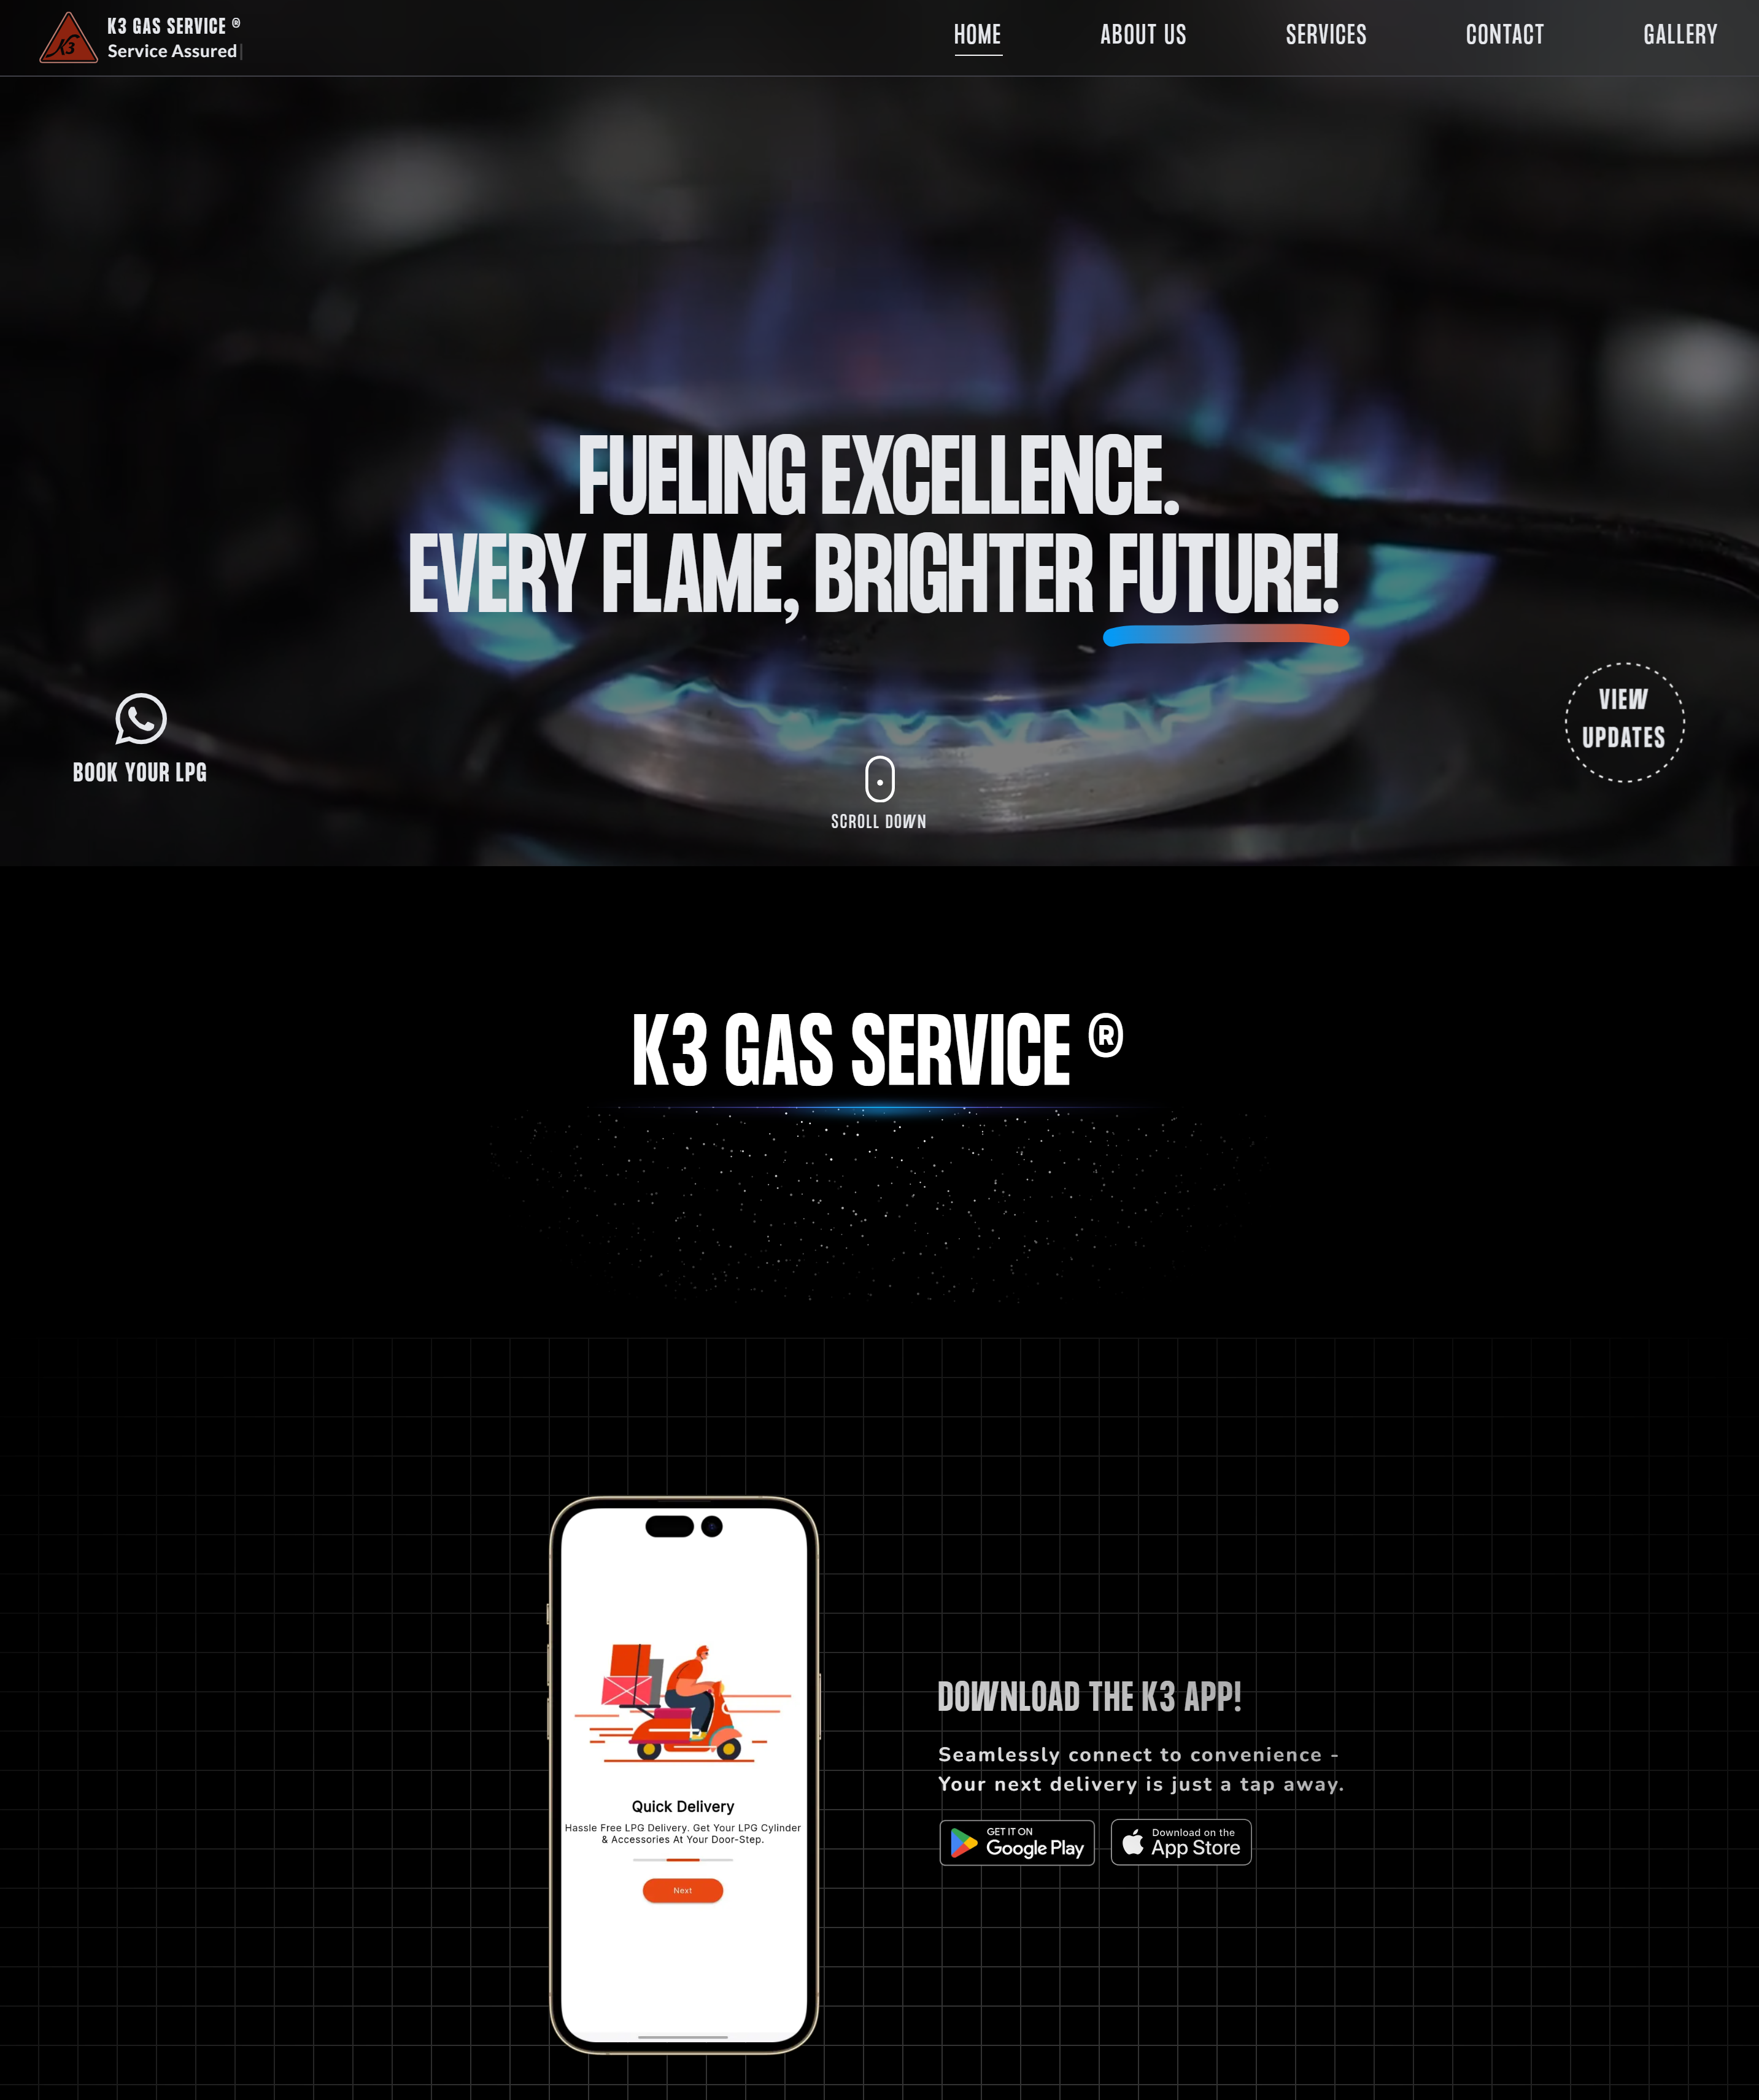 K3 GAS SERVICE ®
Service Assured
HOME
ABOUT US
SERVICES
CONTACT
GALLERY
FUELING EXCELLENCE.
EVERY FLAME, BRIGHTER FUTURE!
BOOK YOUR LPG
VIEW
UPDATES
SCROLL DOWN
K3 GAS SERVICE ®
Quick Delivery
Hassle Free LPG Delivery. Get Your LPG Cylinder
& Accessories At Your Door-Step.
Next
DOWNLOAD THE K3 APP!
Seamlessly connect to convenience -
Your next delivery is just a tap away.
GET IT ON
Google Play
Download on the
App Store